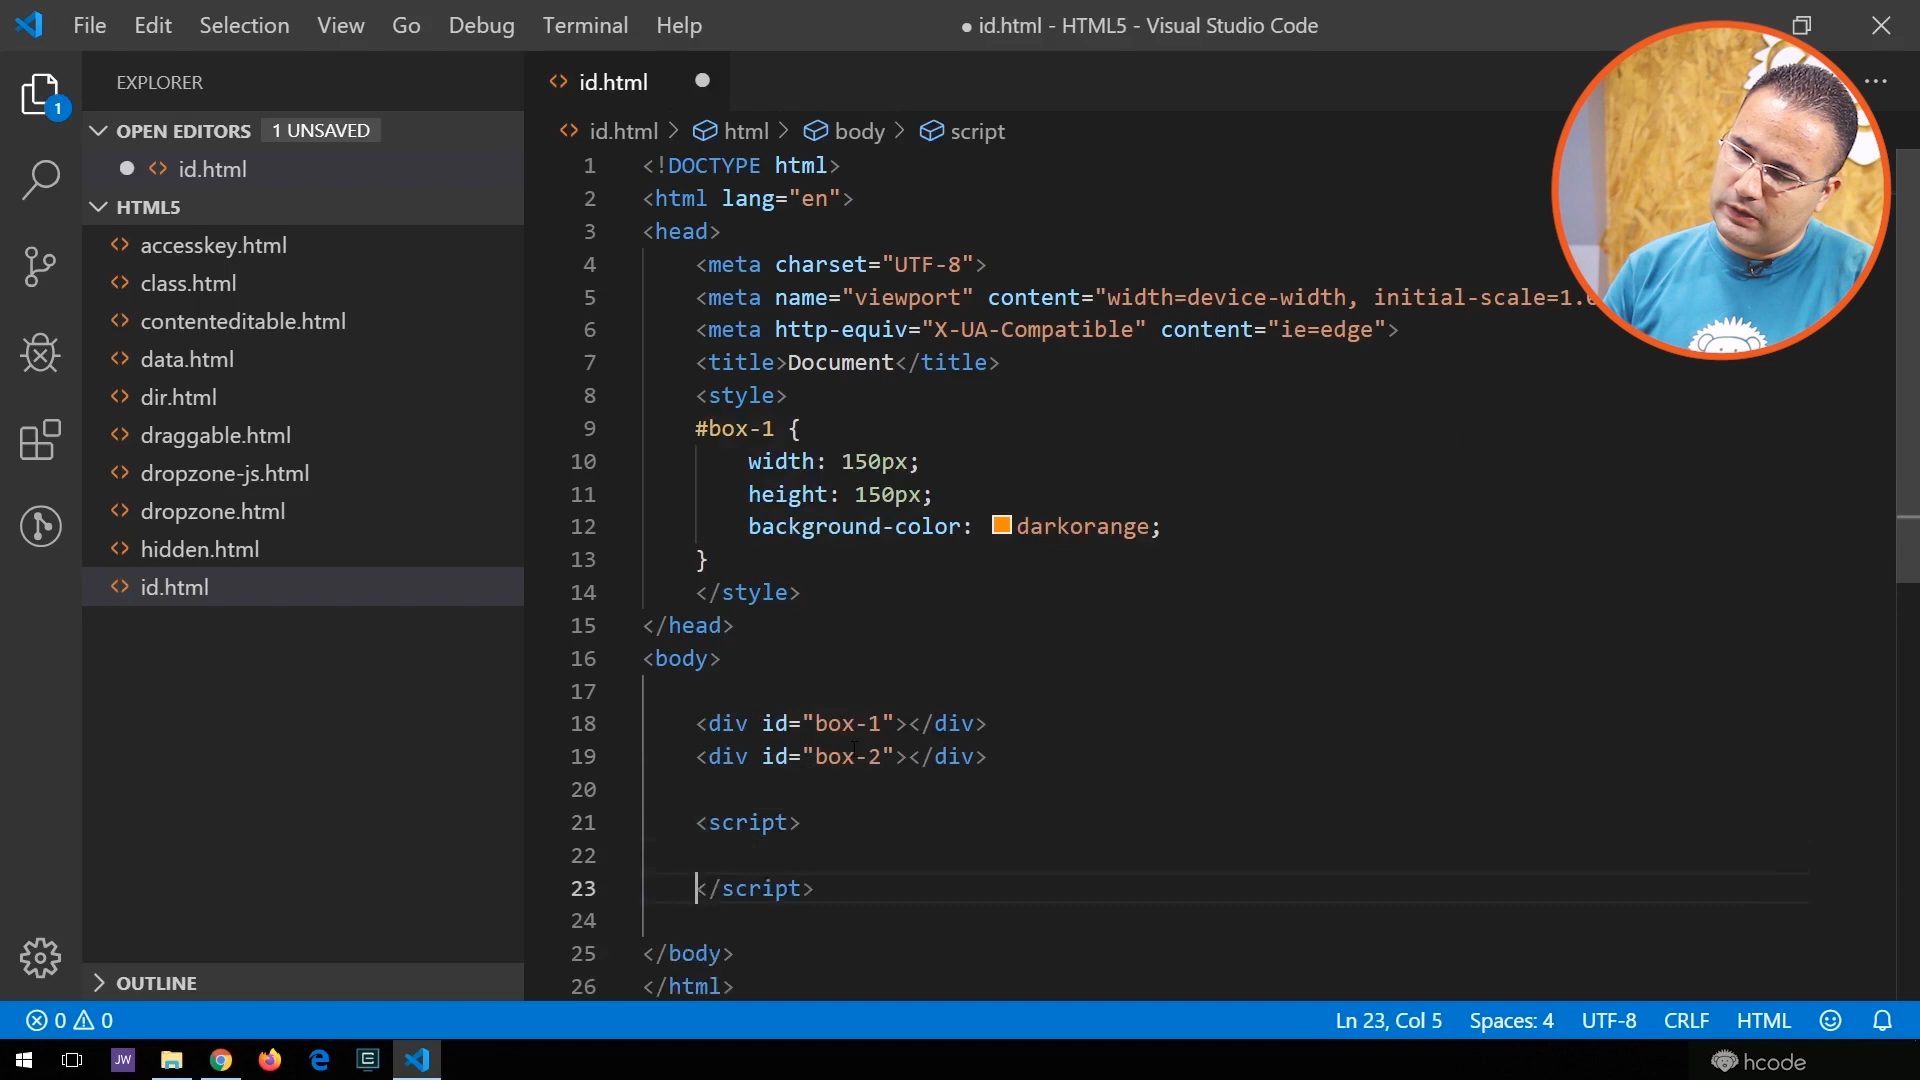 File Edit Selection View Go Debug Terminal Help
● id.html - HTML5 - Visual Studio Code
EXPLORER
1
OPEN EDITORS 1 UNSAVED
id.html
HTML5
accesskey.html
class.html
contenteditable.html
data.html
dir.html
draggable.html
dropzone-js.html
dropzone.html
hidden.html
id.html
OUTLINE
id.html
id.html > html > body > script
1 <!DOCTYPE html>
2 <html lang="en">
3 <head>
4 <meta charset="UTF-8">
5 <meta name="viewport" content="width=device-width, initial-scale=1.
6 <meta http-equiv="X-UA-Compatible" content="ie=edge">
7 <title>Document</title>
8 <style>
9 #box-1 {
10 width: 150px;
11 height: 150px;
12 background-color: darkorange;
13 }
14 </style>
15 </head>
16 <body>
17
18 <div id="box-1"></div>
19 <div id="box-2"></div>
20
21 <script>
22
23 </script>
24
25 </body>
26 </html>
0 0
Ln 23, Col 5 Spaces: 4 UTF-8 CRLF HTML
JW
hcode